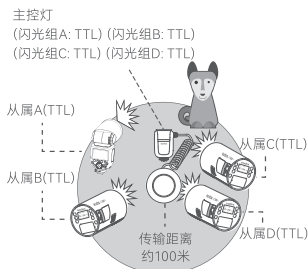 主控灯
(闪光组A: TTL) (闪光组B: TTL)
(闪光组C: TTL) (闪光组D: TTL)
从属A(TTL)
从属C(TTL)
从属B(TTL)
传输距离
约100米
从属D(TTL)